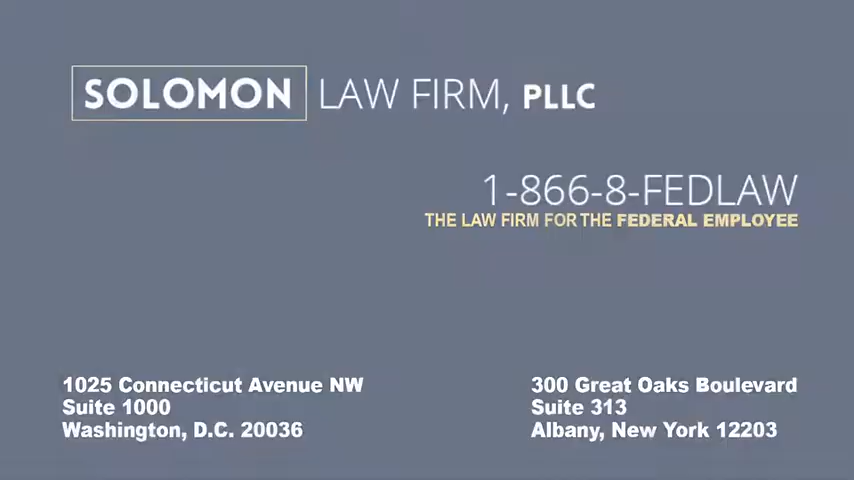 SOLOMON LAW FIRM, PLLC
1-866-8-FEDLAW
THE LAW FIRM FOR THE FEDERAL EMPLOYEE
1025 Connecticut Avenue NW
Suite 1000
Washington, D.C. 20036
300 Great Oaks Boulevard
Suite 313
Albany, New York 12203